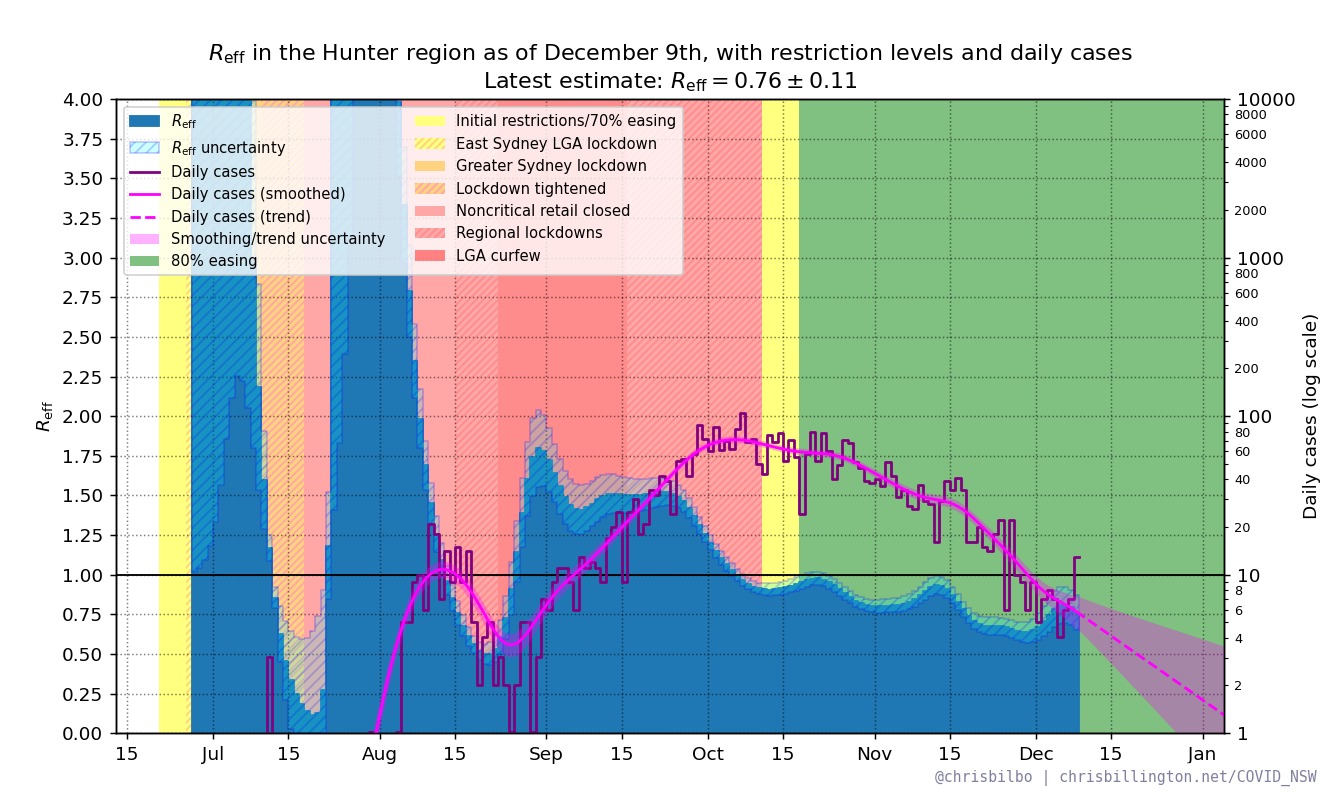 R_eff in the Hunter region as of December 9th, with restriction levels and daily cases
Latest estimate: R_eff = 0.76 ± 0.11
R_eff
R_eff uncertainty
Daily cases
Daily cases (smoothed)
Daily cases (trend)
Smoothing/trend uncertainty
80% easing
Initial restrictions/70% easing
East Sydney LGA lockdown
Greater Sydney lockdown
Lockdown tightened
Noncritical retail closed
Regional lockdowns
LGA curfew
R_eff
4.00
3.75
3.50
3.25
3.00
2.75
2.50
2.25
2.00
1.75
1.50
1.25
1.00
0.75
0.50
0.25
0.00
10000
8000
6000
4000
2000
1000
800
600
400
200
100
80
60
40
20
10
8
6
4
2
1
Daily cases (log scale)
15 Jul 15 Aug 15 Sep 15 Oct 15 Nov 15 Dec 15 Jan
@chrisbilbo | chrisbillington.net/COVID_NSW